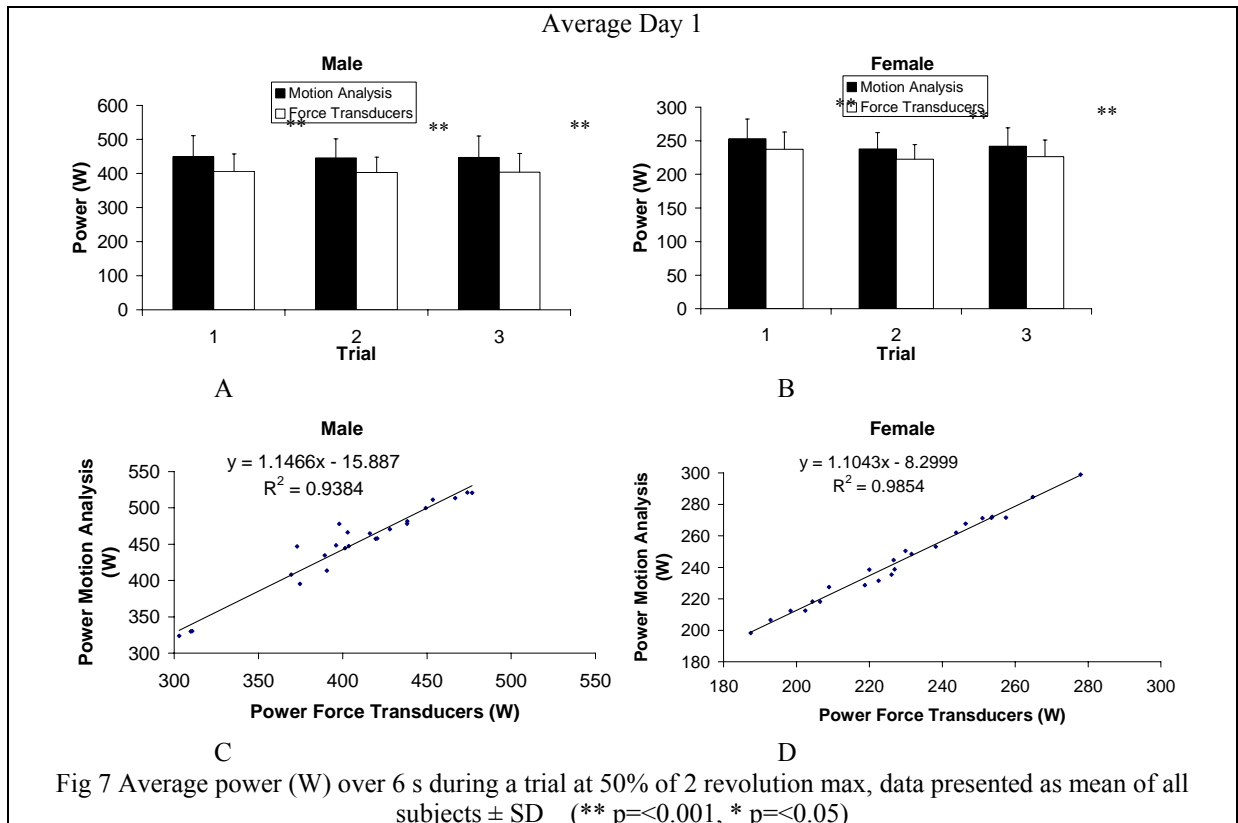 Average Day 1
Male
Motion Analysis
Force Transducers
**
**
**
600
500
400
300
200
100
0
Power (W)
1
2
3
Trial
A
Female
Motion Analysis
Force Transducers
**
**
**
300
250
200
150
100
50
0
Power (W)
1
2
3
Trial
B
Male
y = 1.1466x - 15.887
R² = 0.9384
550
500
450
400
350
300
Power Motion Analysis
(W)
300
350
400
450
500
550
Power Force Transducers (W)
C
Female
y = 1.1043x - 8.2999
R² = 0.9854
300
280
260
240
220
200
180
Power Motion Analysis
(W)
180
200
220
240
260
280
300
Power Force Transducers (W)
D
Fig 7 Average power (W) over 6 s during a trial at 50% of 2 revolution max, data presented as mean of all
subjects ± SD (** p=<0.001, * p=<0.05)